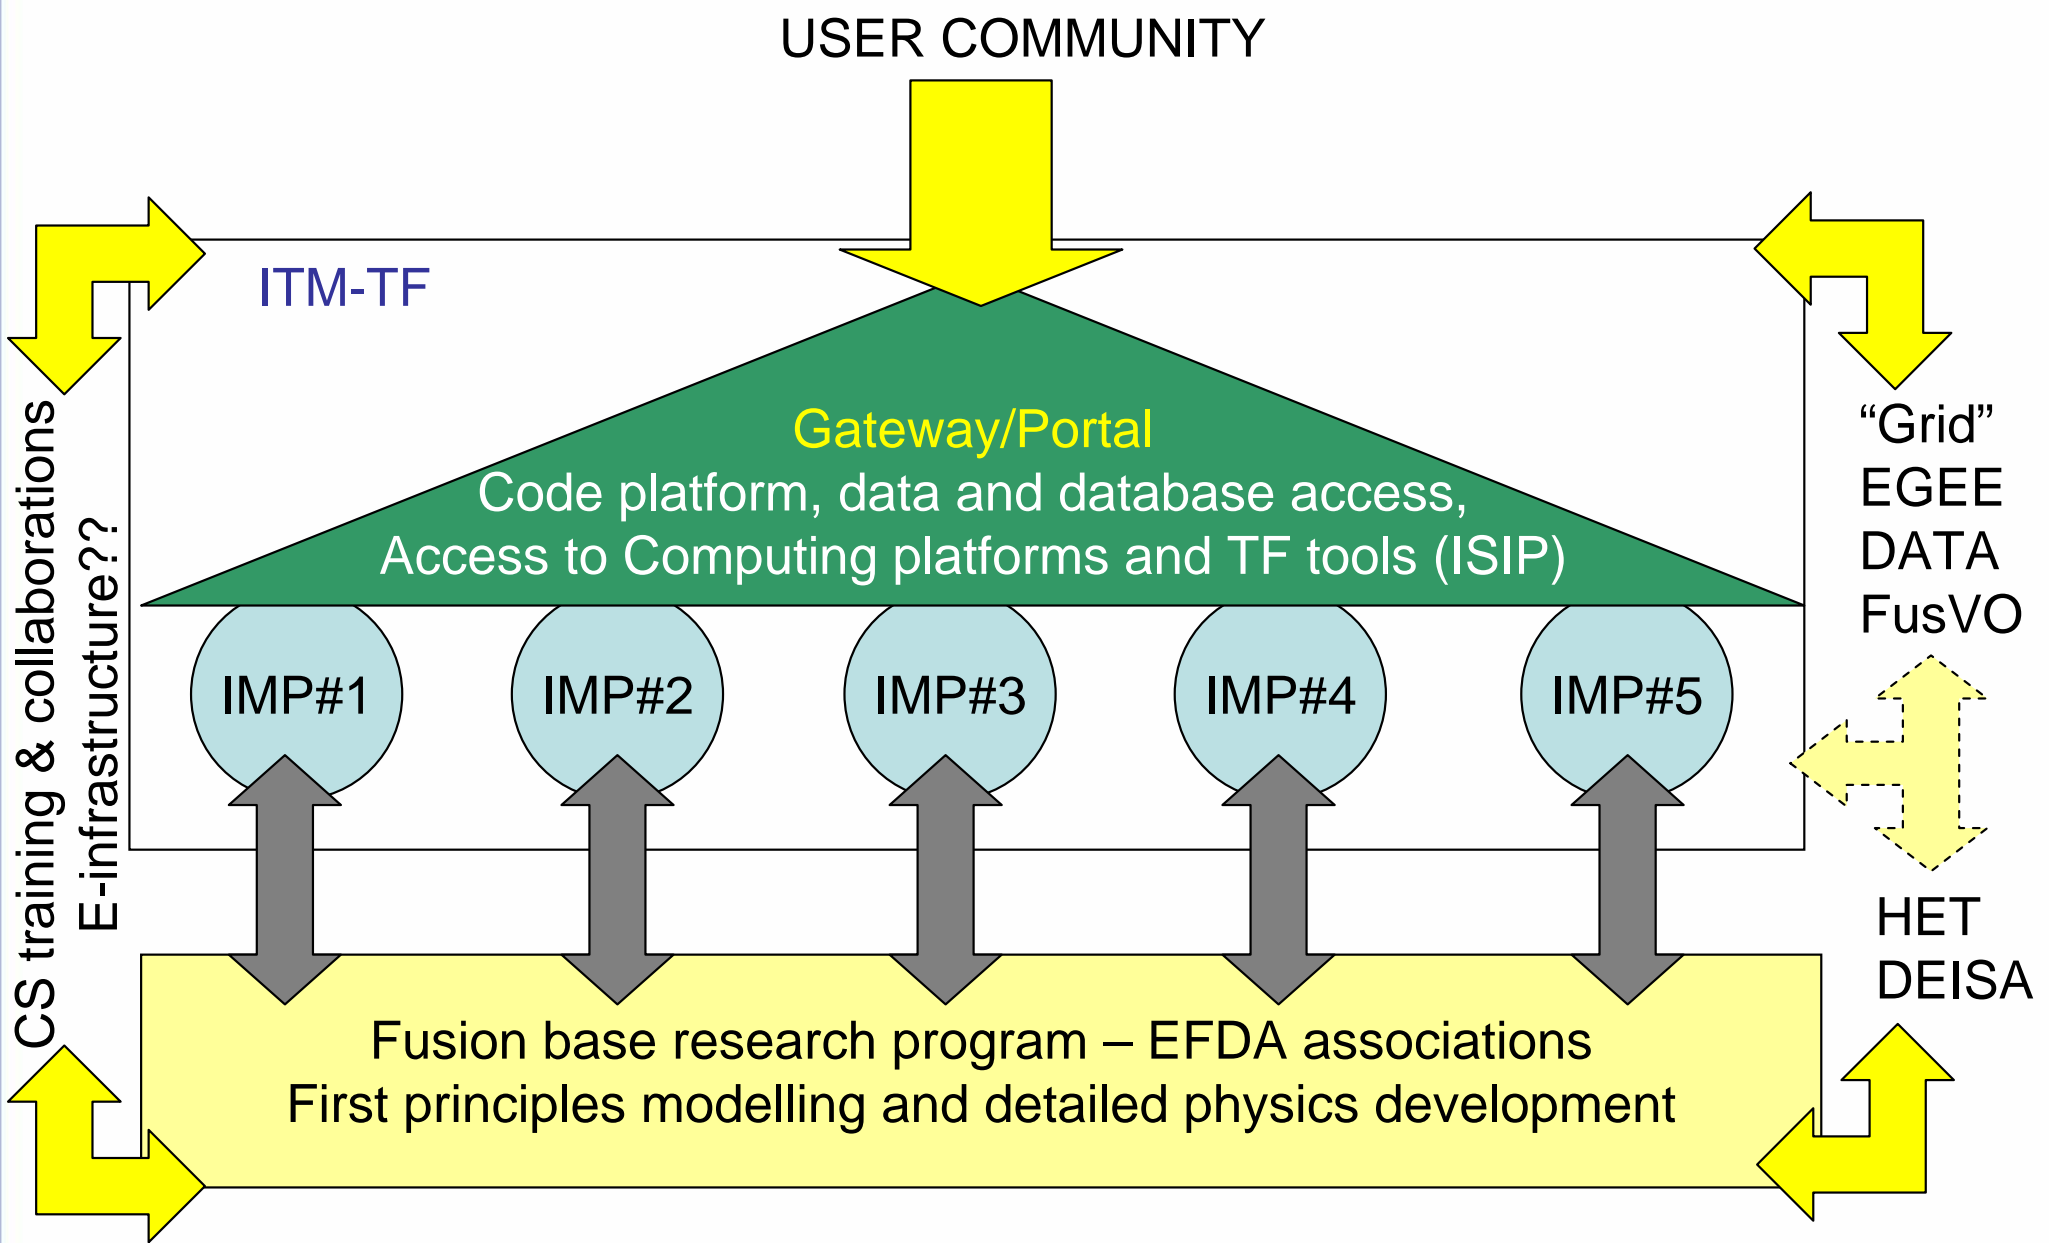 USER COMMUNITY
ITM-TF
Gateway/Portal
Code platform, data and database access,
Access to Computing platforms and TF tools (ISIP)
IMP#1
IMP#2
IMP#3
IMP#4
IMP#5
CS training & collaborations
E-infrastructure??
“Grid”
EGEE
DATA
FusVO
HET
DEISA
Fusion base research program – EFDA associations
First principles modelling and detailed physics development